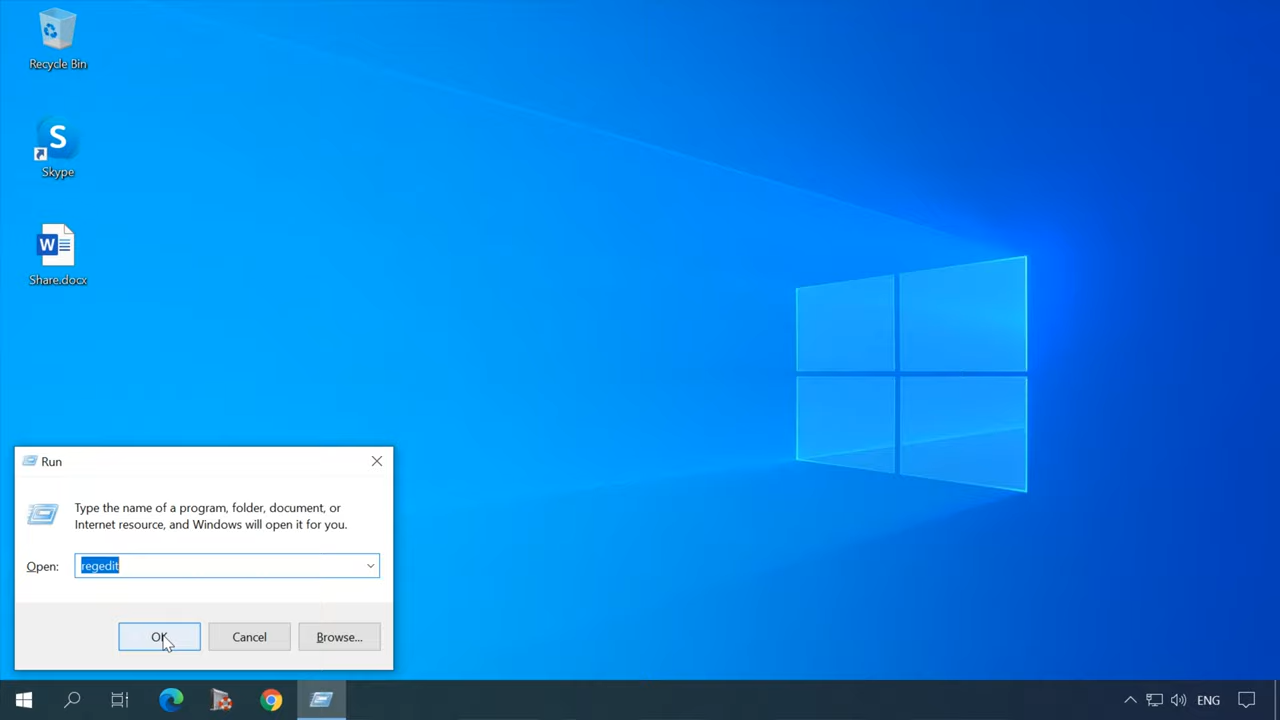 Recycle Bin
S
Skype
W
Share.docx
Run
Type the name of a program, folder, document, or
Internet resource, and Windows will open it for you.
Open: regedit
OK Cancel Browse...
ENG